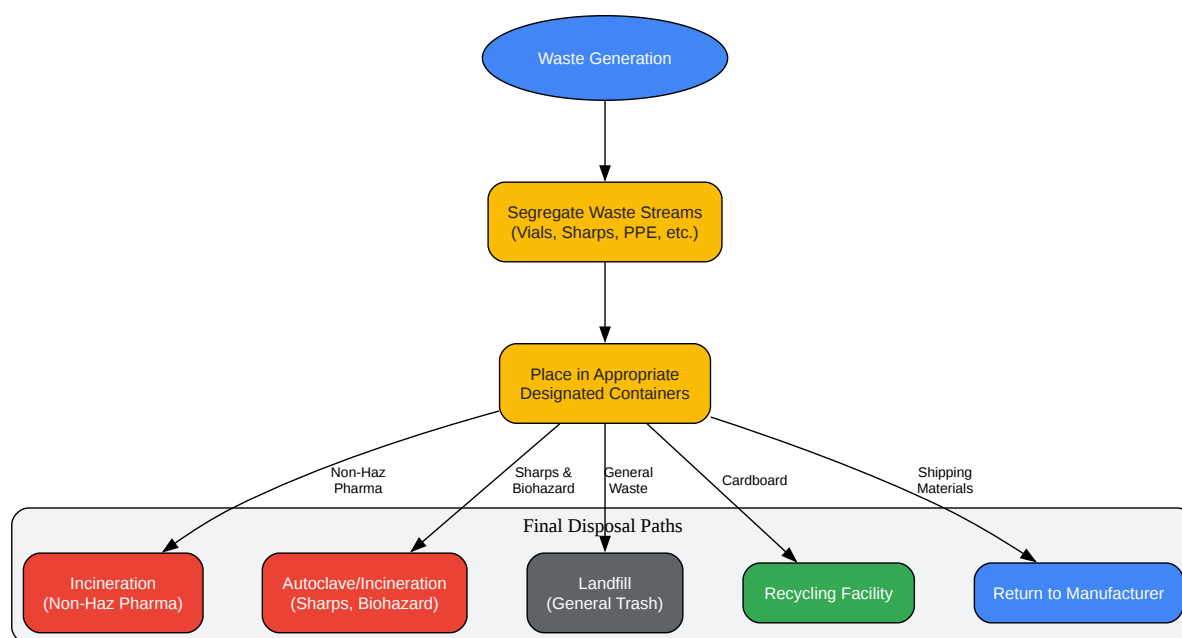 Waste Generation
Segregate Waste Streams
(Vials, Sharps, PPE, etc.)
Place in Appropriate
Designated Containers
Non-Haz
Pharma
Sharps &
Biohazard
General
Waste
Cardboard
Shipping
Materials
Final Disposal Paths
Incineration
(Non-Haz Pharma)
Autoclave/Incineration
(Sharps, Biohazard)
Landfill
(General Trash)
Recycling Facility
Return to Manufacturer